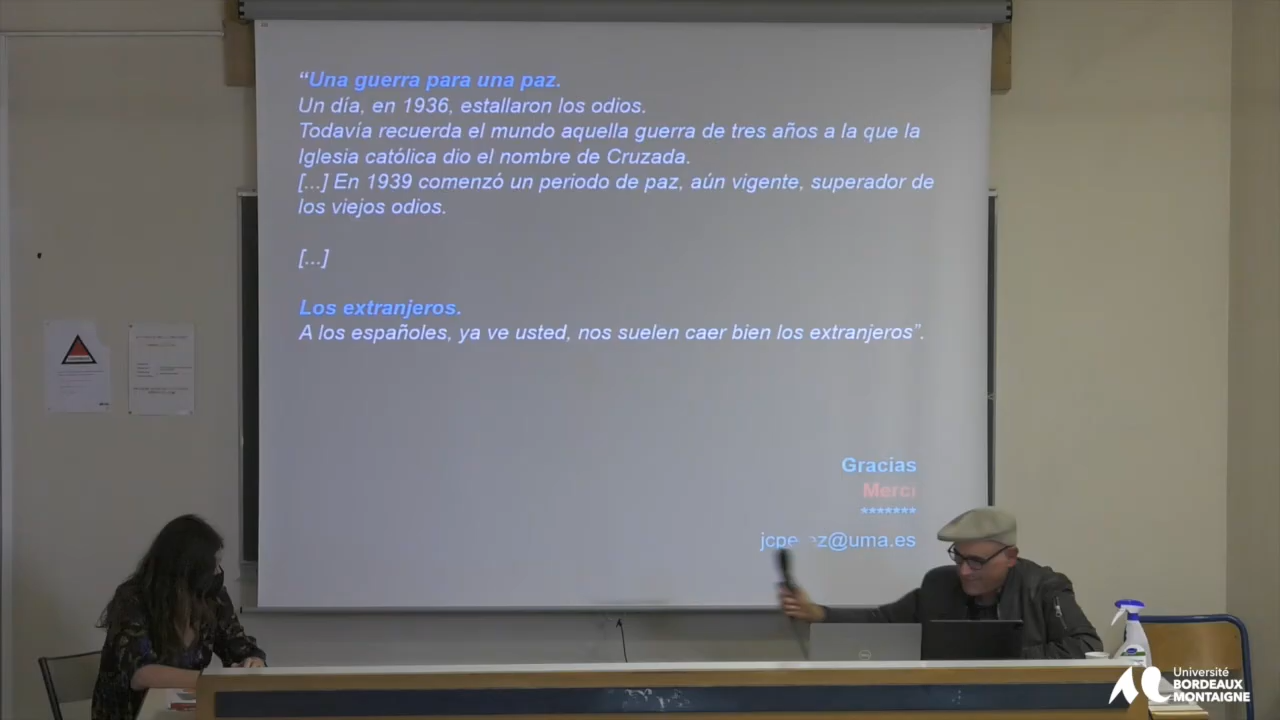 “Una guerra para una paz.
Un día, en 1936, estallaron los odios.
Todavía recuerda el mundo aquella guerra de tres años a la que la
Iglesia católica dio el nombre de Cruzada.
[...] En 1939 comenzó un periodo de paz, aún vigente, superador de
los viejos odios.
[...]
Los extranjeros.
A los españoles, ya ve usted, nos suelen caer bien los extranjeros”.
Gracias
Merci
*******
Université
BORDEAUX
MONTAIGNE